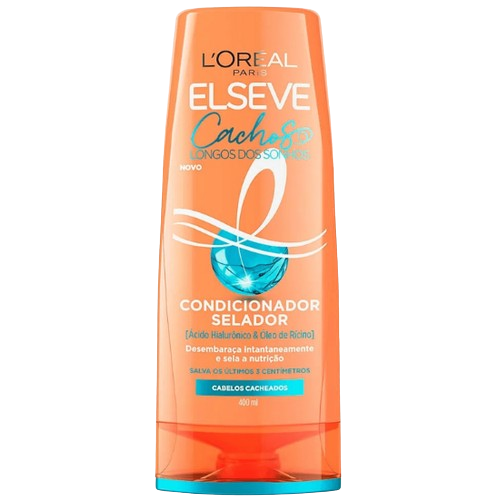 L'ORÉAL
PARIS
ELSEVE
Cachos
LONGOS DOS SONHOS
NOVO
CONDICIONADOR
SELADOR
[Ácido Hialurônico & Óleo de Rícino]
Desembaraça instantaneamente
e sela a nutrição
SALVA OS ÚLTIMOS 3 CENTÍMETROS
CABELOS CACHEADOS
400 ml